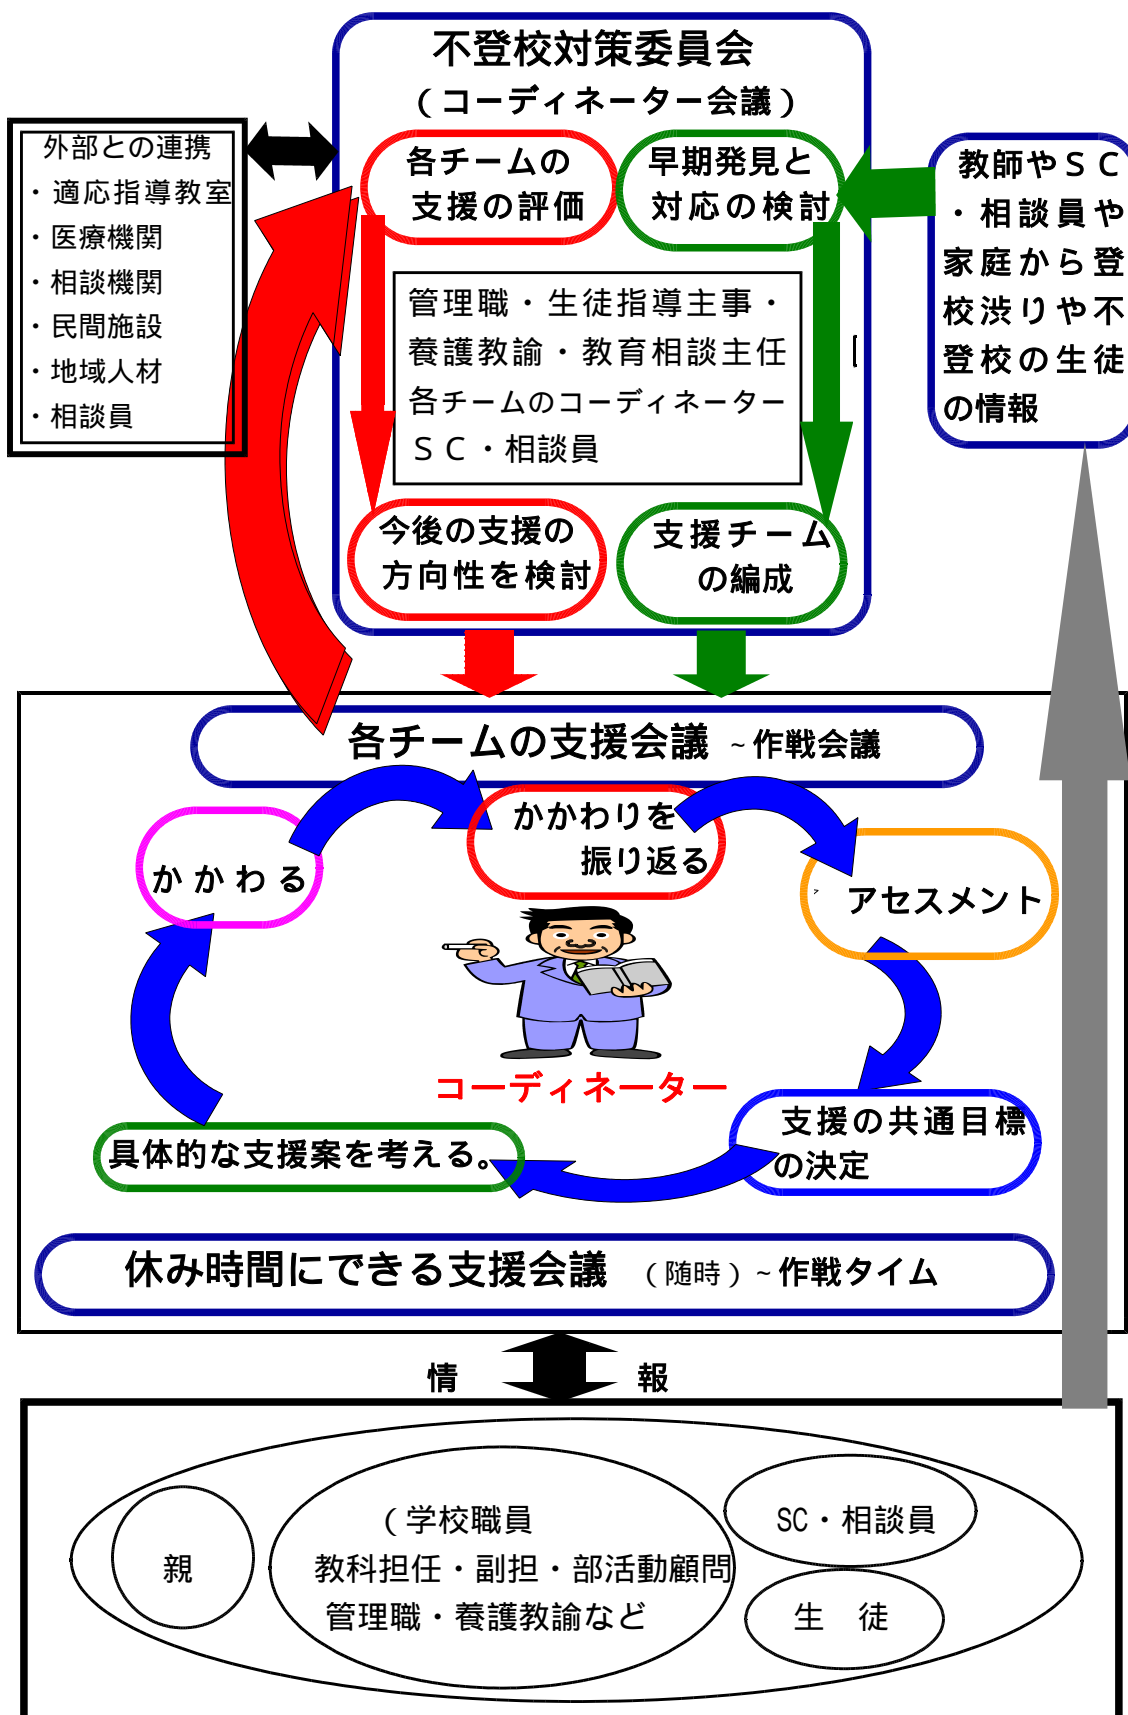 不登校対策委員会
（コーディネーター会議）
外部との連携
・適応指導教室
・医療機関
・相談機関
・民間施設
・地域人材
・相談員
各チームの
支援の評価
早期発見と
対応の検討
教師やＳＣ
・相談員や
家庭から登
校渋りや不
登校の生徒
の情報
管理職・生徒指導主事・
養護教諭・教育相談主任
各チームのコーディネーター
ＳＣ・相談員
今後の支援の
方向性を検討
支援チーム
の編成
各チームの支援会議 ~作戦会議
かかわりを
振り返る
かかわる
アセスメント
コーディネーター
支援の共通目標
の決定
具体的な支援案を考える。
休み時間にできる支援会議 （随時）~作戦タイム
情 報
親
（学校職員
教科担任・副担・部活動顧問
管理職・養護教諭など
SC・相談員
生 徒